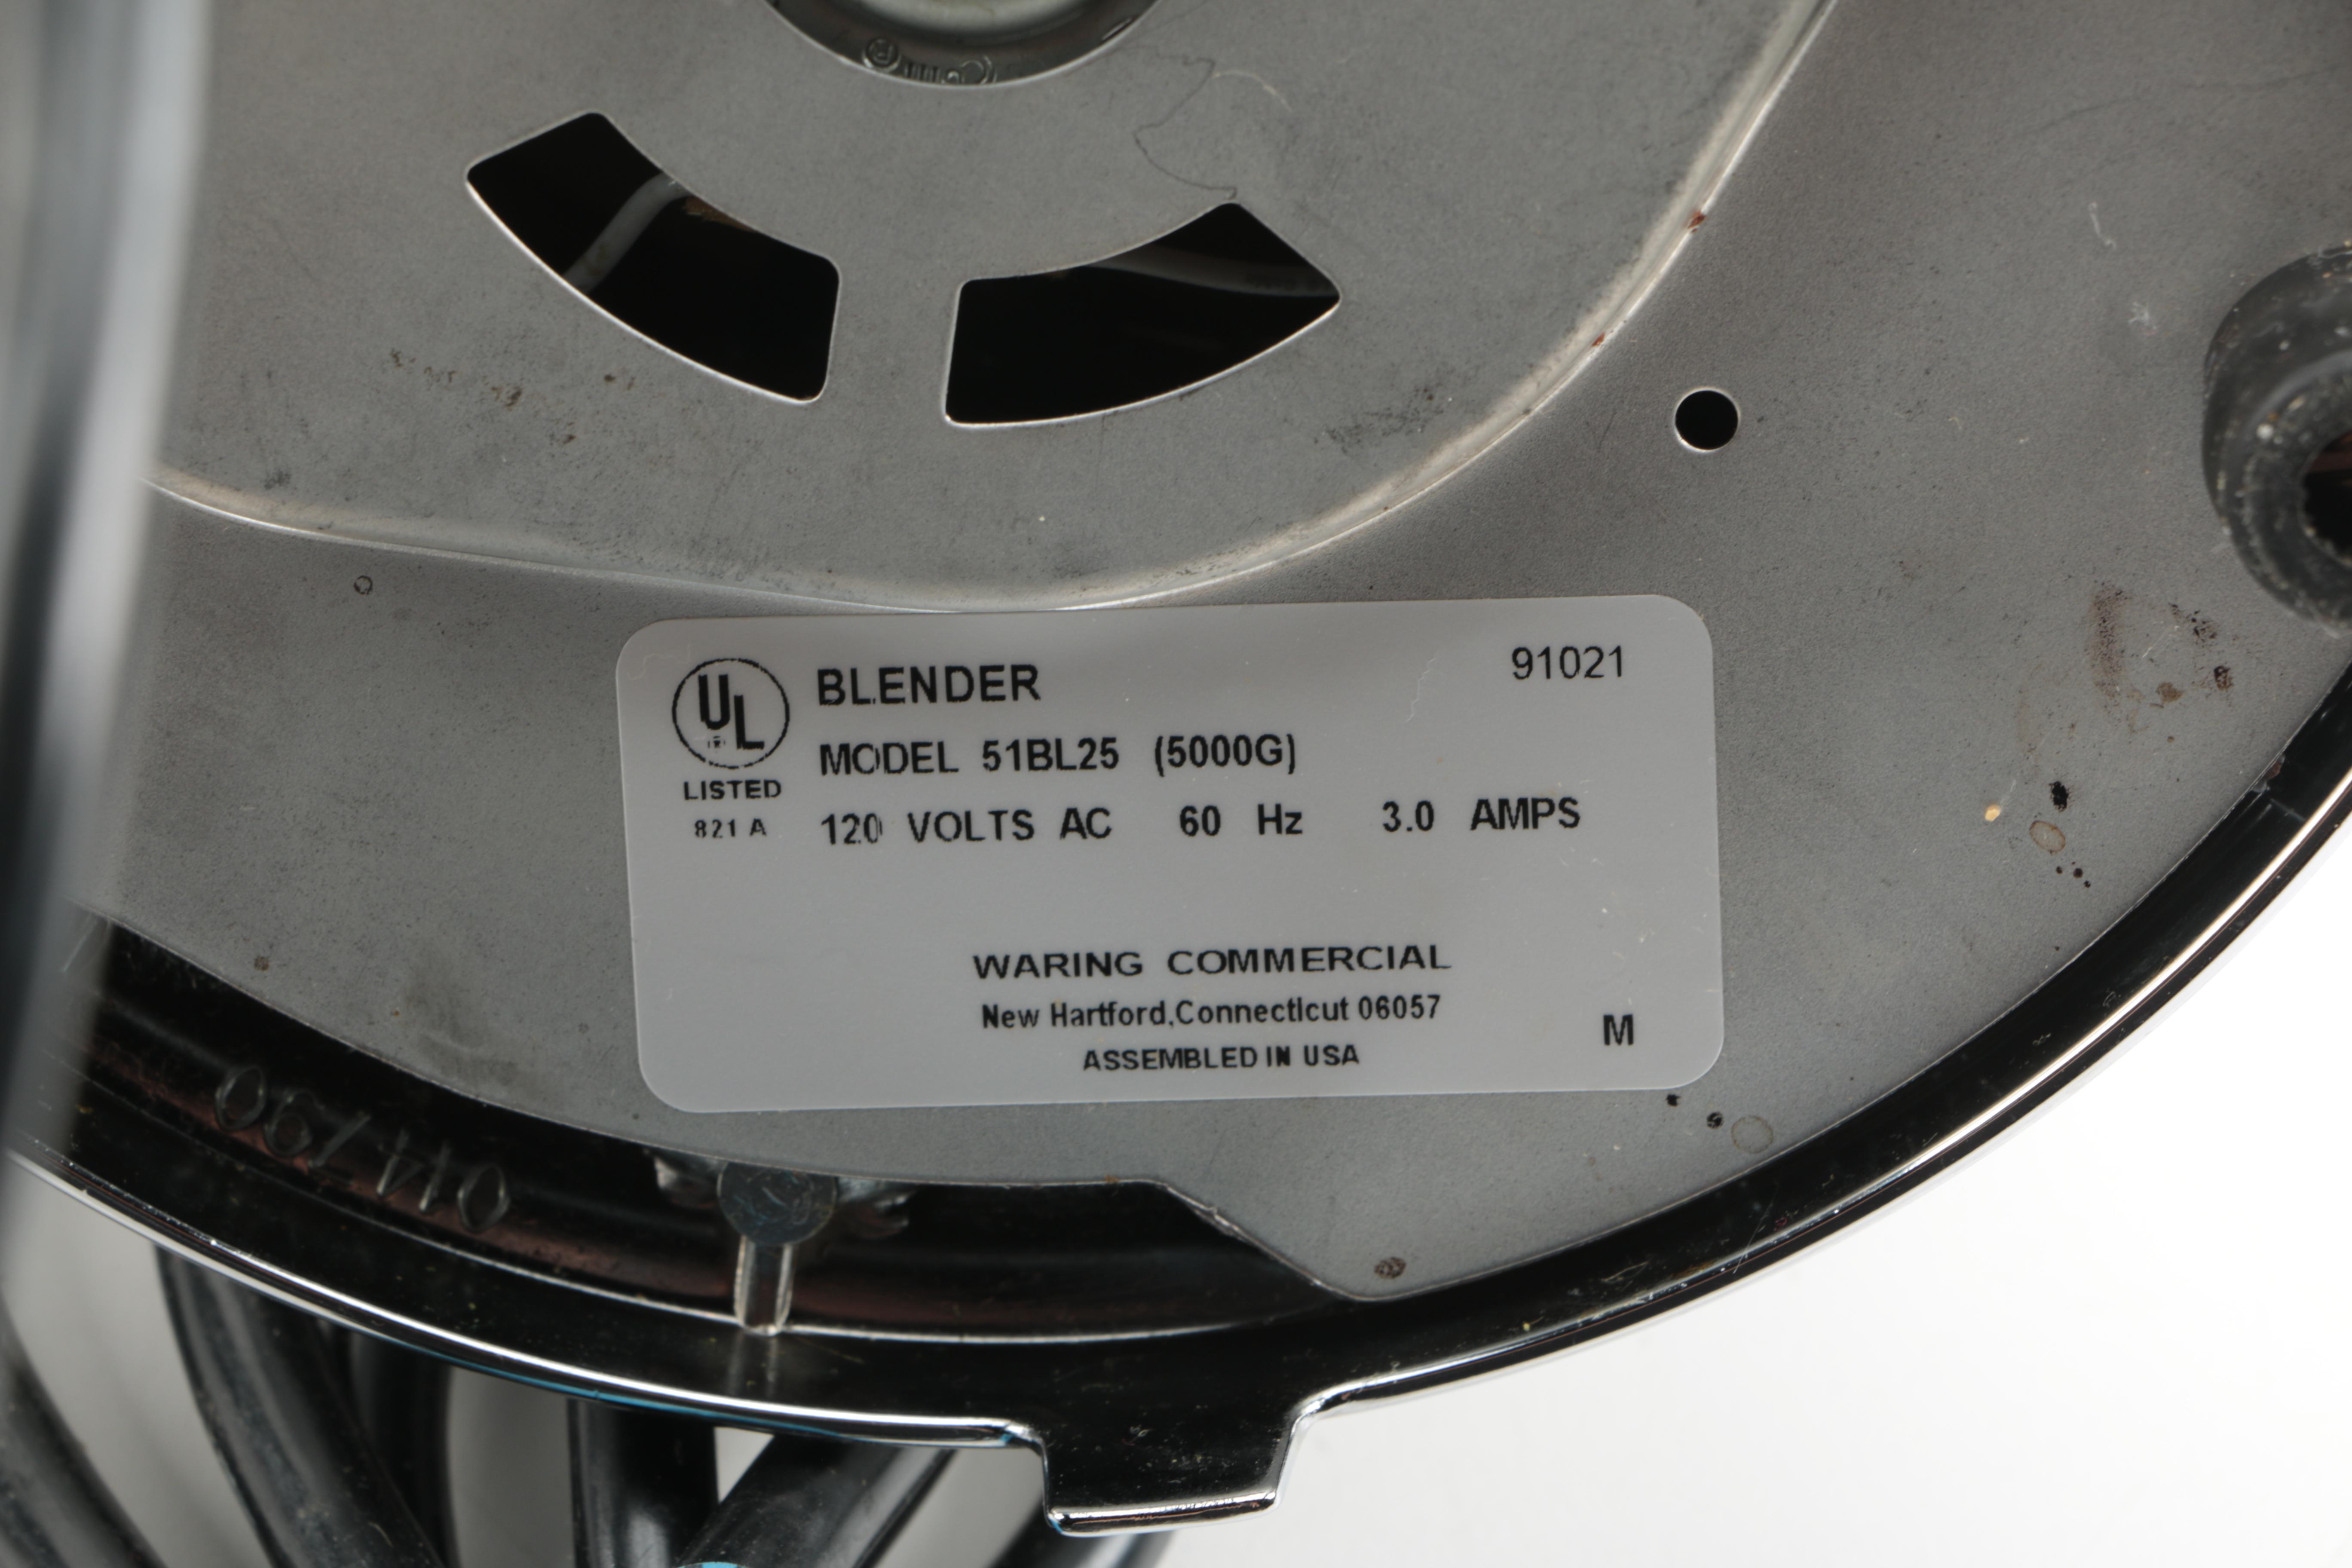 UL
LISTED
821 A
BLENDER
91021
MODEL 51BL25 (5000G)
120 VOLTS AC 60 Hz 3.0 AMPS
WARING COMMERCIAL
New Hartford,Connecticut 06057
ASSEMBLED IN USA
M